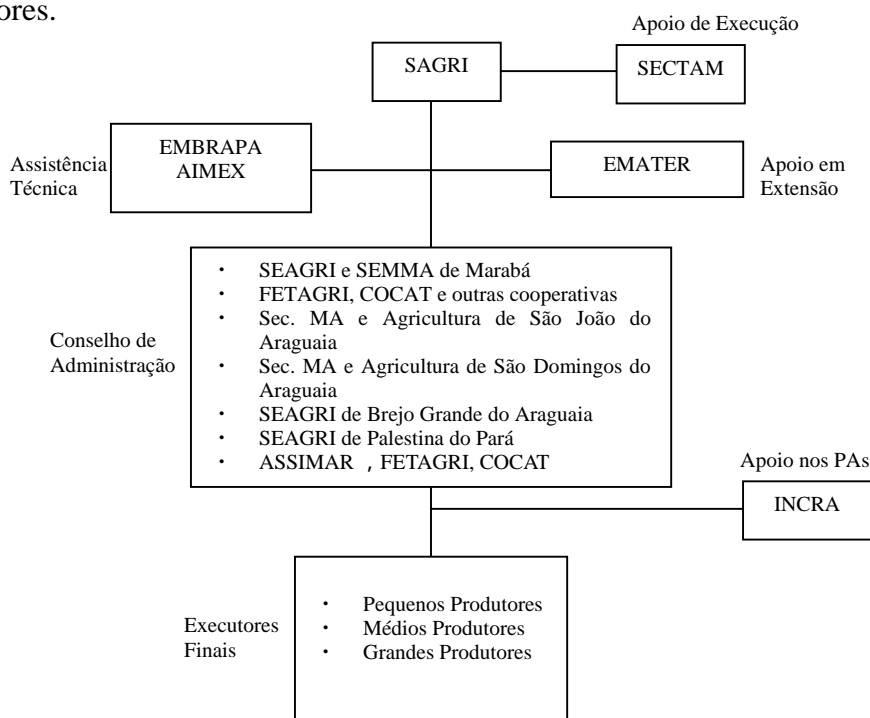 ores.
Apoio de Execução
SAGRI
SECTAM
EMBRAPA
AIMEX
Assistência
Técnica
EMATER
Apoio em
Extensão
Conselho de
Administração
・ SEAGRI e SEMMA de Marabá
・ FETAGRI, COCAT e outras cooperativas
・ Sec. MA e Agricultura de São João do
Araguaia
・ Sec. MA e Agricultura de São Domingos do
Araguaia
・ SEAGRI de Brejo Grande do Araguaia
・ SEAGRI de Palestina do Pará
・ ASSIMAR , FETAGRI, COCAT
Apoio nos PAs
INCRA
Executores
Finais
・ Pequenos Produtores
・ Médios Produtores
・ Grandes Produtores